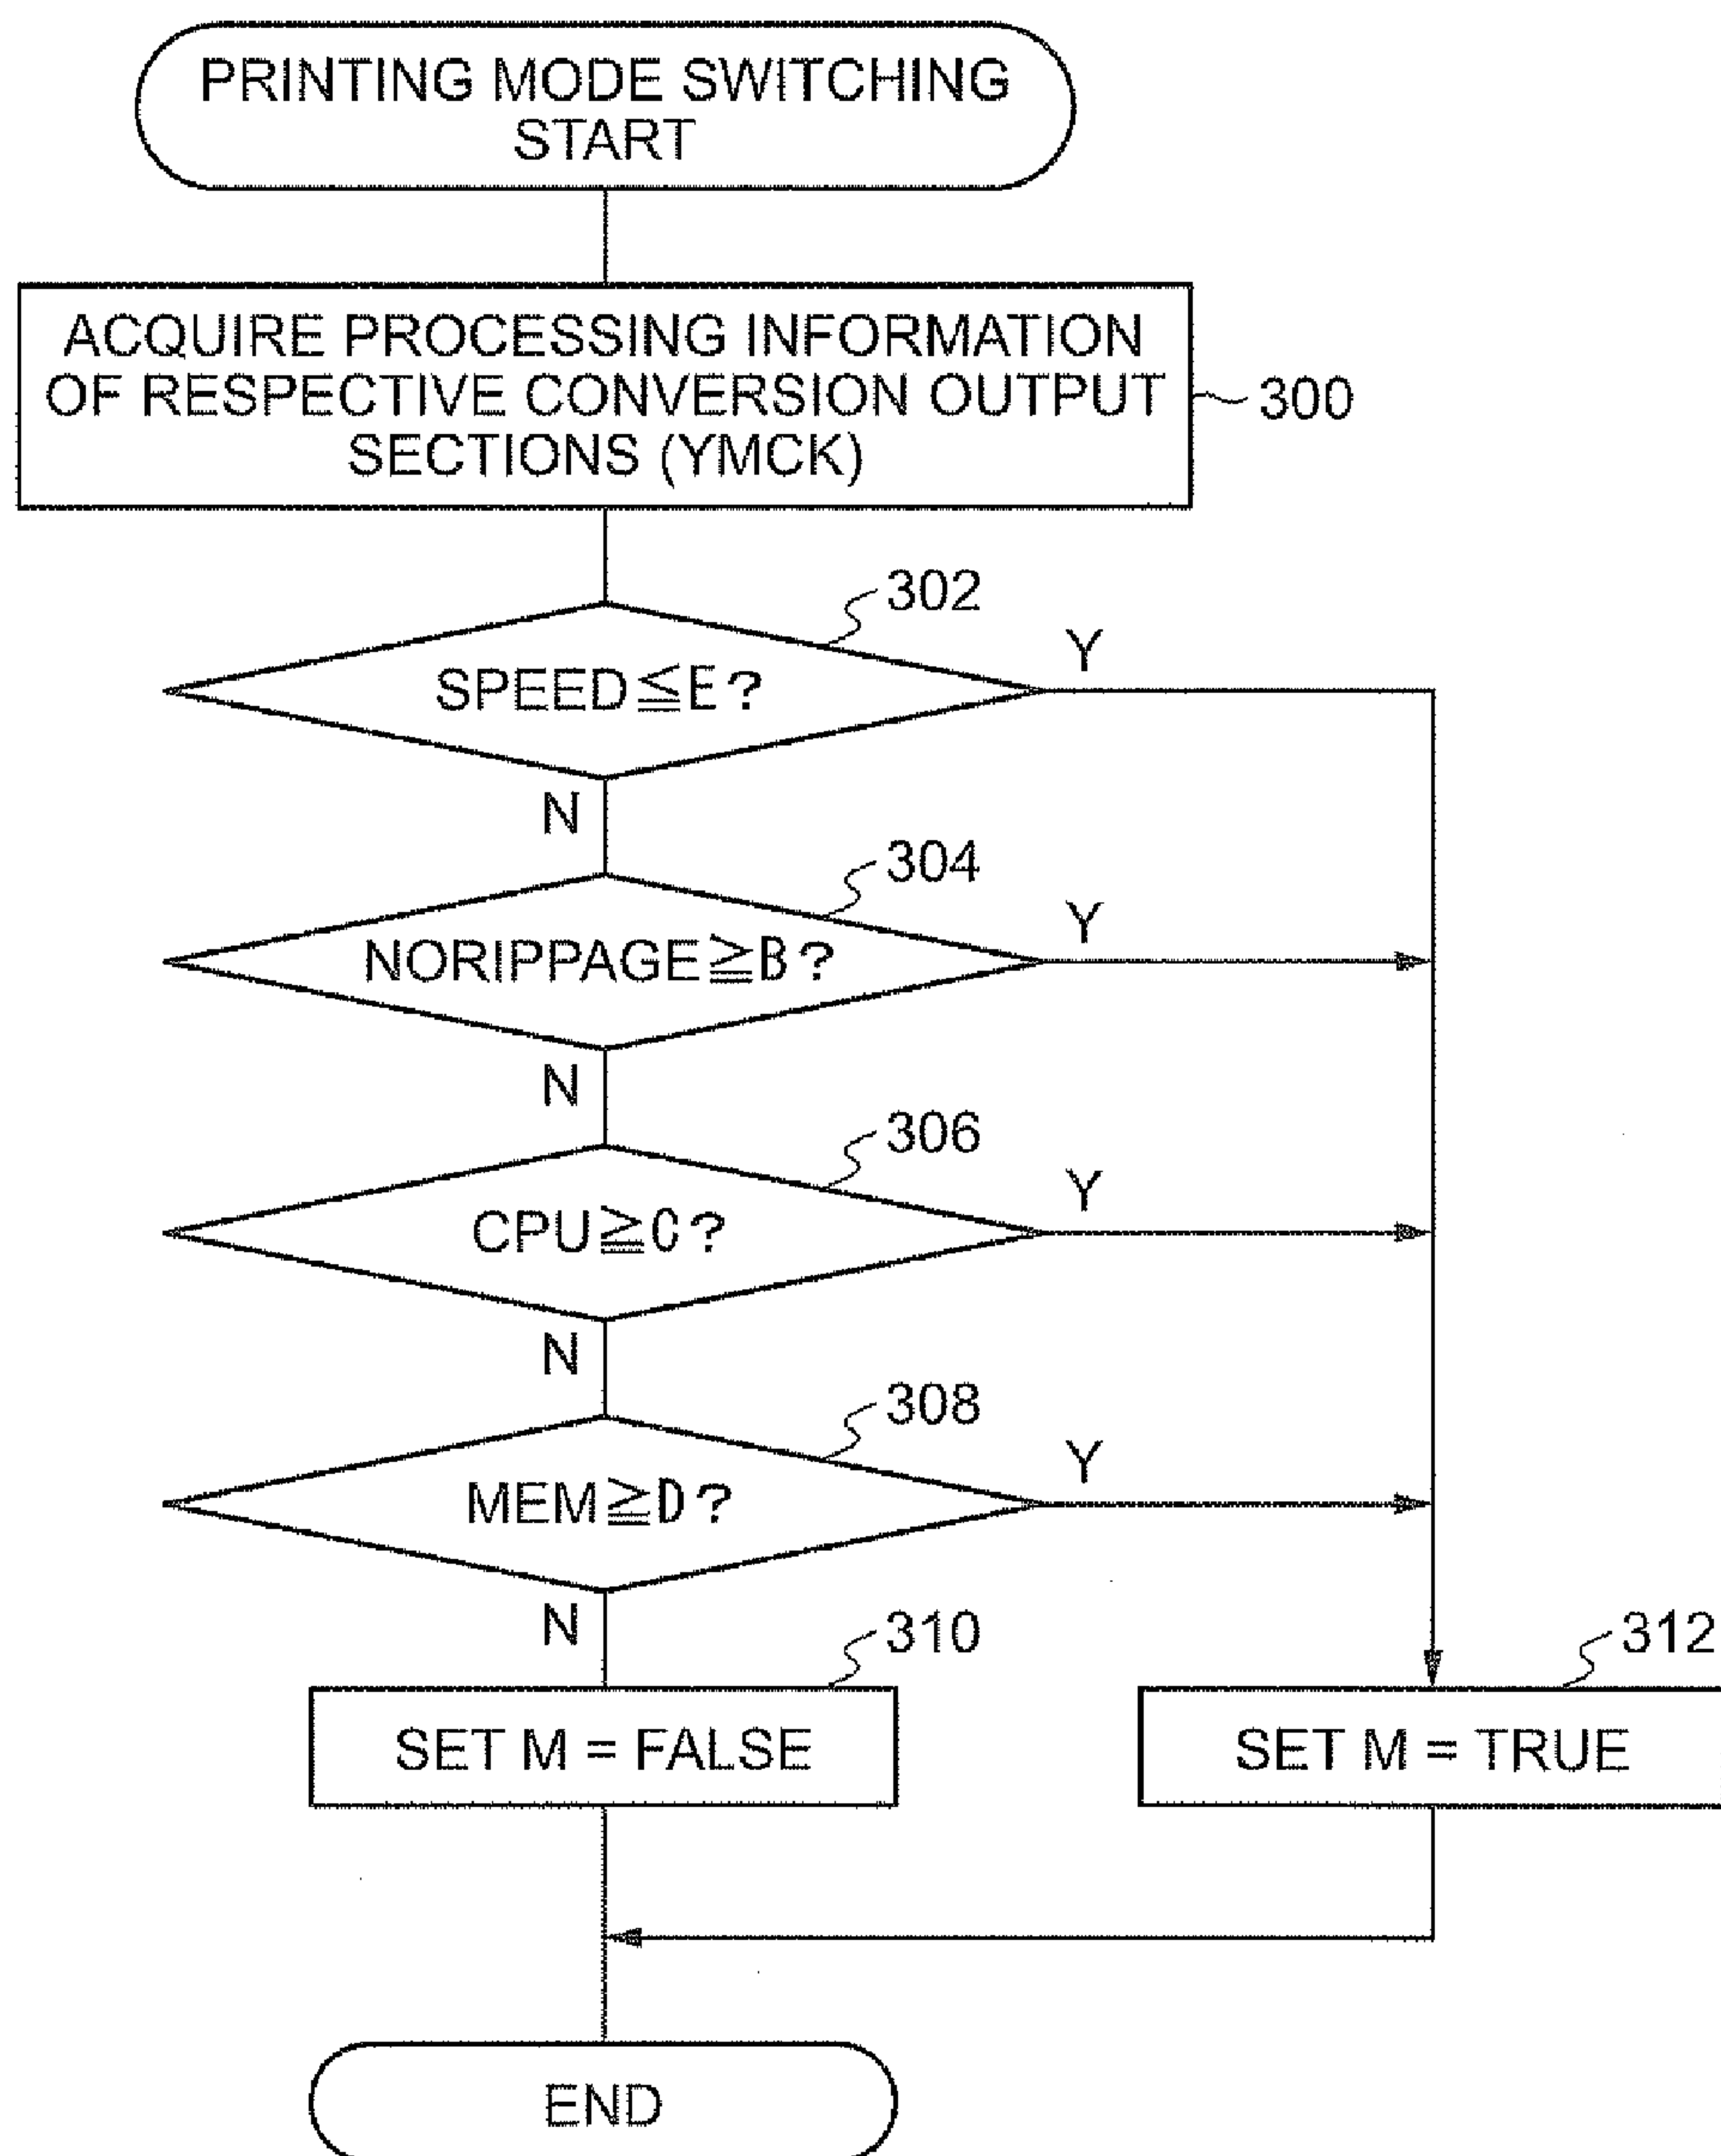 PRINTING MODE SWITCHING
START
ACQUIRE PROCESSING INFORMATION
OF RESPECTIVE CONVERSION OUTPUT
SECTIONS (YMCK)
300
302
SPEED≦E?
Y
N
304
NORIPPAGE≧B?
Y
N
306
CPU≧C?
Y
N
308
MEM≧D?
Y
N
310
SET M = FALSE
312
SET M = TRUE
END